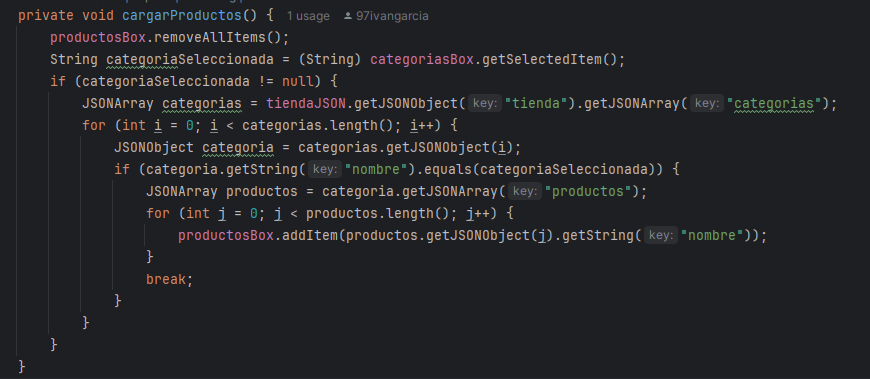 private void cargarProductos() { 1 usage 97ivangarcia
productosBox.removeAllItems();
String categoriaSeleccionada = (String) categoriasBox.getSelectedItem();
if (categoriaSeleccionada != null) {
JSONArray categorias = tiendaJSON.getJSONObject( key: "tienda").getJSONArray( key: "categorias");
for (int i = 0; i < categorias.length(); i++) {
JSONObject categoria = categorias.getJSONObject(i);
if (categoria.getString( key: "nombre").equals(categoriaSeleccionada)) {
JSONArray productos = categoria.getJSONArray( key: "productos");
for (int j = 0; j < productos.length(); j++) {
productosBox.addItem(productos.getJSONObject(j).getString( key: "nombre"));
}
break;
}
}
}
}